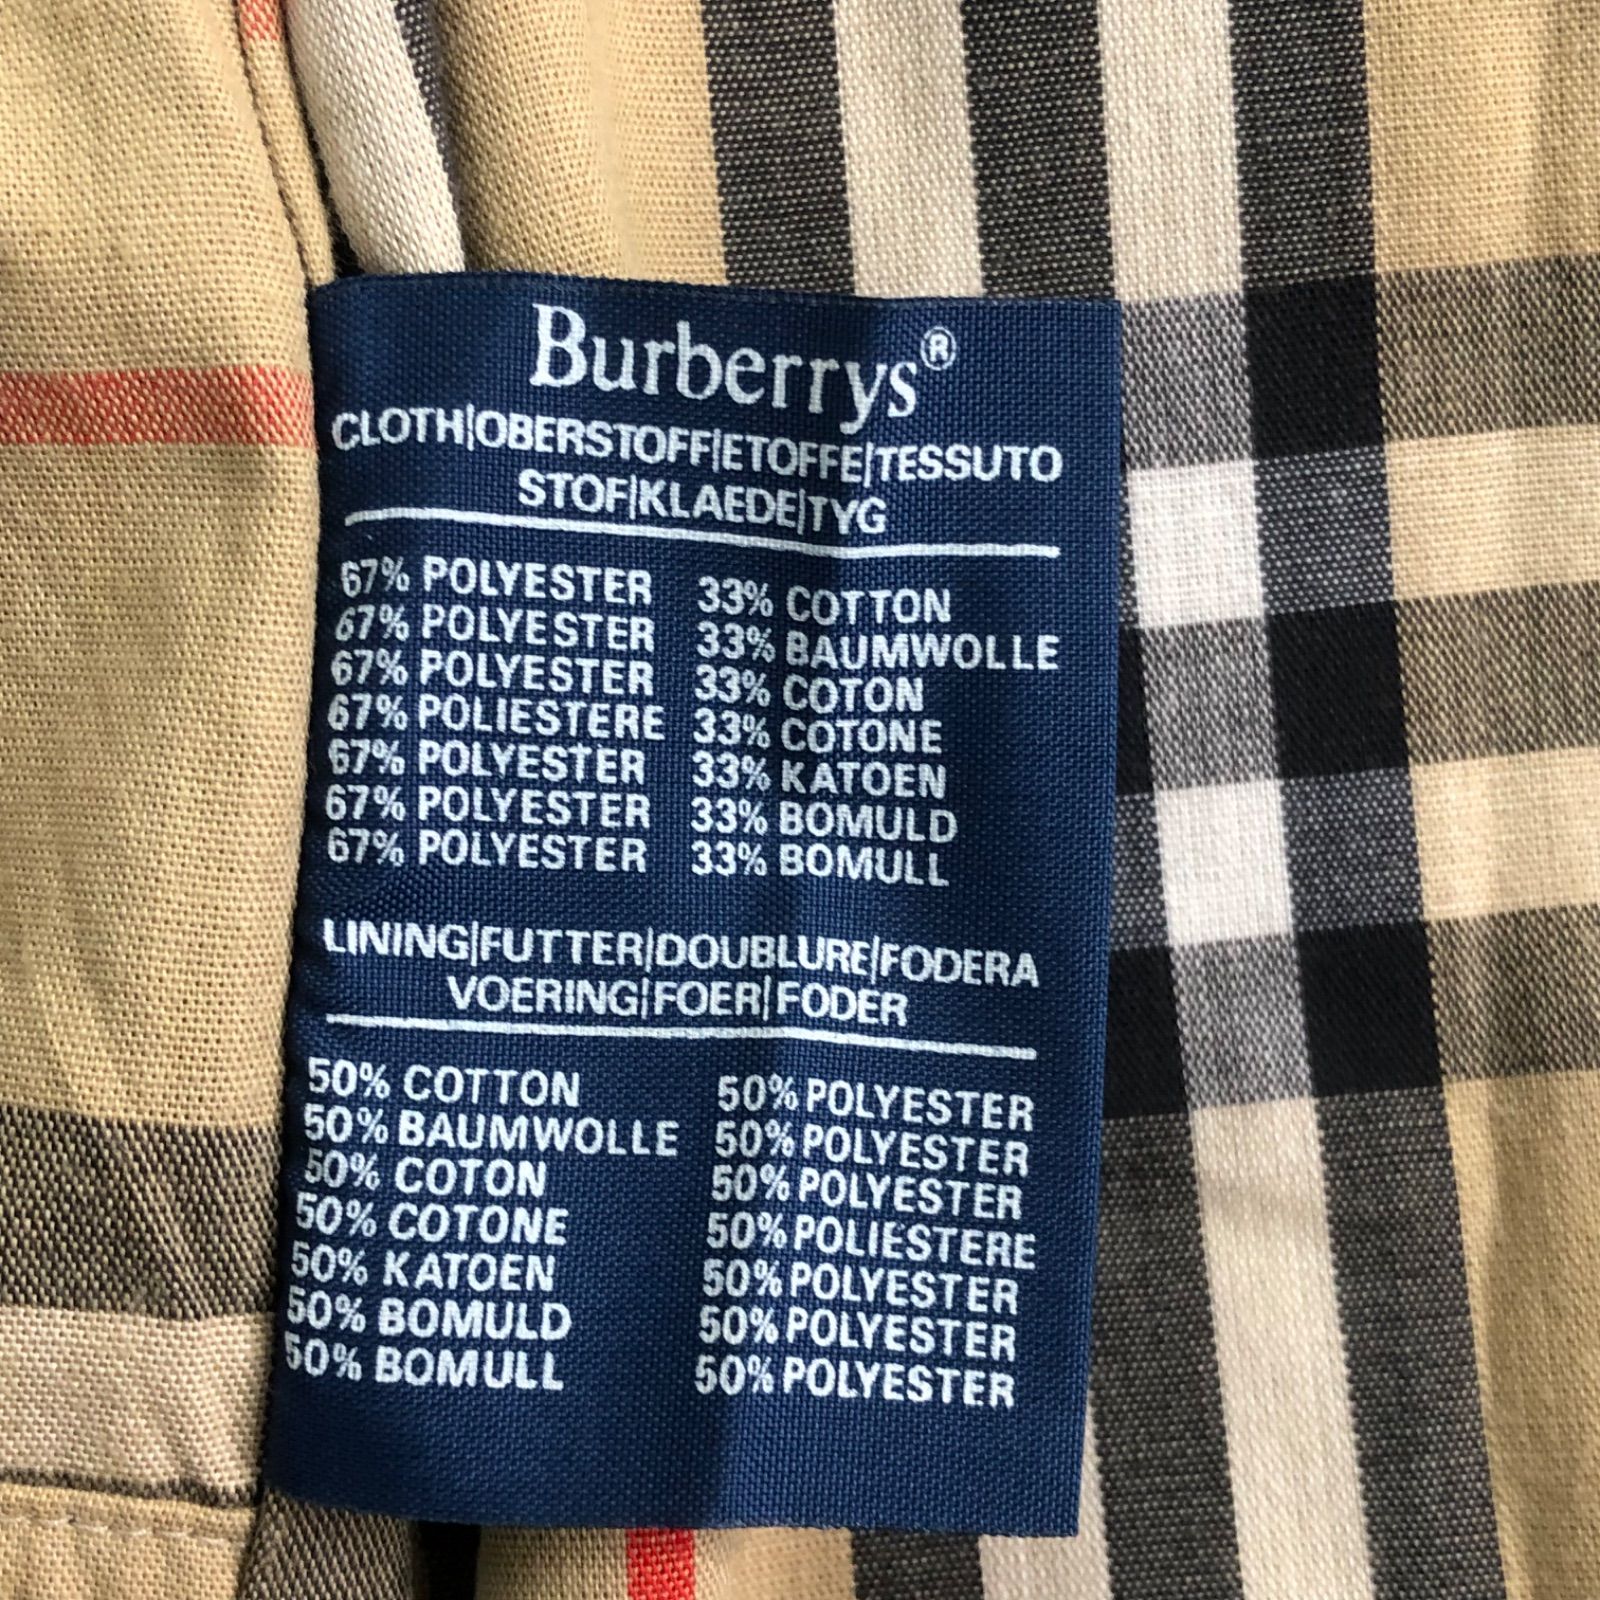 Burberrys®
CLOTH|OBERSTOFF|ETOFFE|TESSUTO
STOF|KLAEDE|TYG
67% POLYESTER 33% COTTON
67% POLYESTER 33% BAUMWOLLE
67% POLYESTER 33% COTON
67% POLIESTERE 33% COTONE
67% POLYESTER 33% KATOEN
67% POLYESTER 33% BOMULD
67% POLYESTER 33% BOMULL
LINING|FUTTER|DOUBLURE|FODERA
VOERING|FOER|FODER
50% COTTON 50% POLYESTER
50% BAUMWOLLE 50% POLYESTER
50% COTON 50% POLYESTER
50% COTONE 50% POLIESTERE
50% KATOEN 50% POLYESTER
50% BOMULD 50% POLYESTER
50% BOMULL 50% POLYESTER